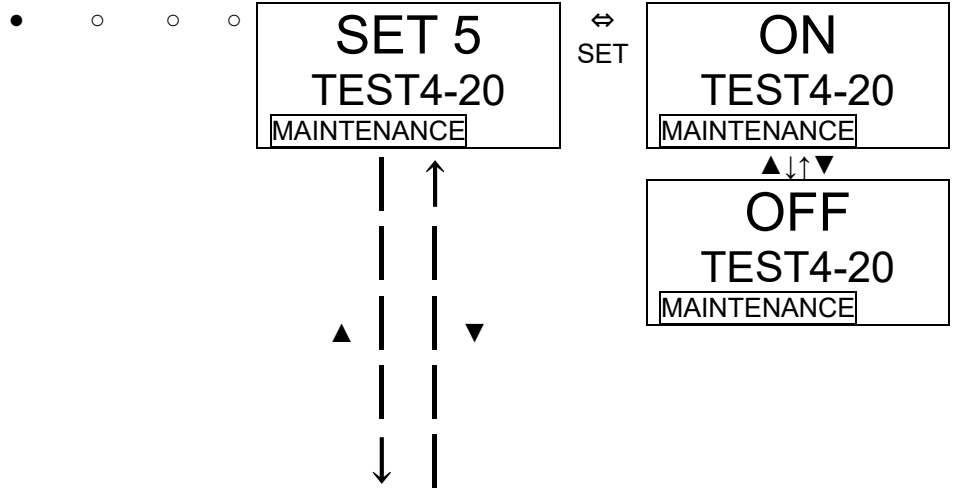 ● ○ ○ ○
SET 5
TEST4-20
MAINTENANCE
⇔
SET
ON
TEST4-20
MAINTENANCE
▲↓↑▼
OFF
TEST4-20
MAINTENANCE
▲ ▼